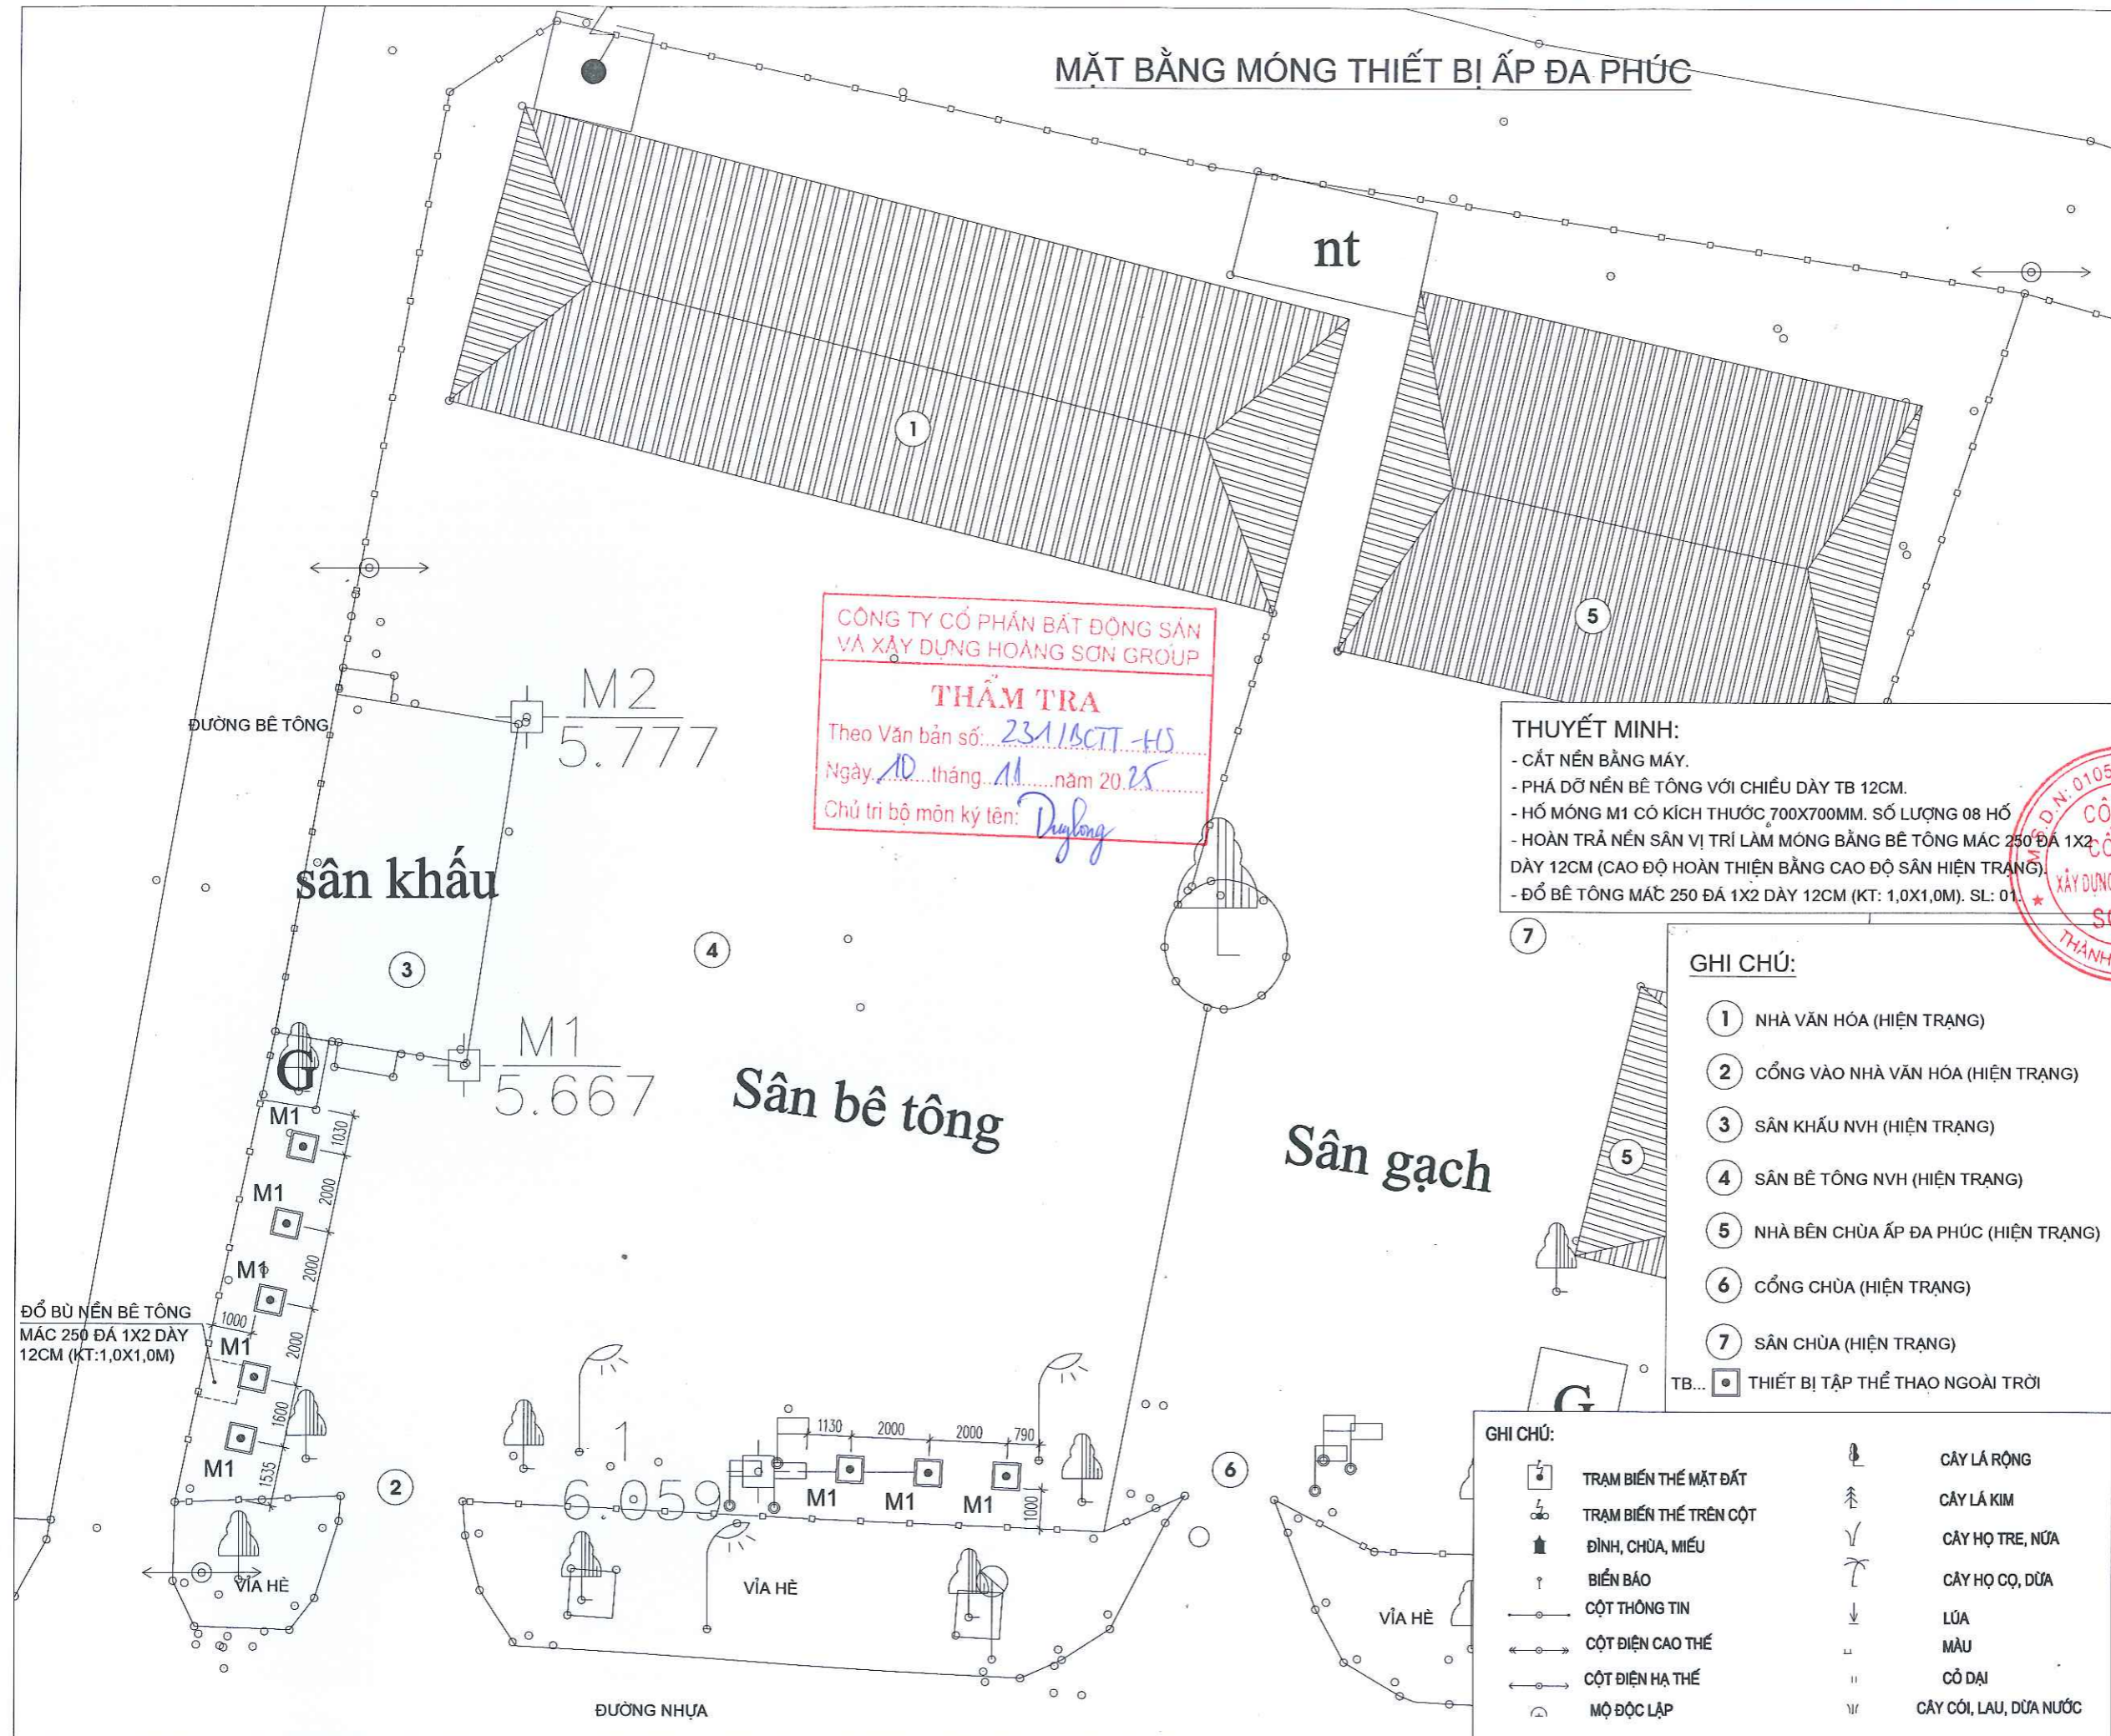 MẶT BẰNG MÓNG THIẾT BỊ ẤP ĐA PHÚC
nt
1
5
CÔNG TY CỔ PHẦN BẤT ĐỘNG SẢN
VÀ XÂY DỰNG HOÀNG SƠN GROUP
THẨM TRA
Theo Văn bản số: 231/BCTT-HS
Ngày 10 tháng 11 năm 2025
Chủ trì bộ môn ký tên: Duylong
M2
5.777
ĐƯỜNG BÊ TÔNG
THUYẾT MINH:
- CẮT NỀN BẰNG MÁY.
- PHÁ DỠ NỀN BÊ TÔNG VỚI CHIỀU DÀY TB 12CM.
- HỐ MÓNG M1 CÓ KÍCH THƯỚC 700X700MM. SỐ LƯỢNG 08 HỐ
- HOÀN TRẢ NỀN SÂN VỊ TRÍ LÀM MÓNG BẰNG BÊ TÔNG MÁC 250 ĐÁ 1X2
DÀY 12CM (CAO ĐỘ HOÀN THIỆN BẰNG CAO ĐỘ SÂN HIỆN TRẠNG).
- ĐỔ BÊ TÔNG MÁC 250 ĐÁ 1X2 DÀY 12CM (KT: 1,0X1,0M). SL: 01.
M.S.D.N: 0105
XÂY DỰNG
THÀNH
sân khấu
3
4
7
M1
5.667
G
Sân bê tông
Sân gạch
5
GHI CHÚ:
1 NHÀ VĂN HÓA (HIỆN TRẠNG)
2 CỔNG VÀO NHÀ VĂN HÓA (HIỆN TRẠNG)
3 SÂN KHẤU NVH (HIỆN TRẠNG)
4 SÂN BÊ TÔNG NVH (HIỆN TRẠNG)
5 NHÀ BÊN CHÙA ẤP ĐA PHÚC (HIỆN TRẠNG)
6 CỔNG CHÙA (HIỆN TRẠNG)
7 SÂN CHÙA (HIỆN TRẠNG)
TB... THIẾT BỊ TẬP THỂ THAO NGOÀI TRỜI
M1
1030
M1
2000
M1
2000
1000
M1
2000
1600
M1
1535
ĐỔ BÙ NỀN BÊ TÔNG
MÁC 250 ĐÁ 1X2 DÀY
12CM (KT:1,0X1,0M)
2
1
6.059
1130
2000
2000
790
M1
M1
M1
1000
6
G
VỈA HÈ
VỈA HÈ
VỈA HÈ
ĐƯỜNG NHỰA
GHI CHÚ:
TRẠM BIẾN THẾ MẶT ĐẤT
TRẠM BIẾN THẾ TRÊN CỘT
ĐÌNH, CHÙA, MIẾU
BIỂN BÁO
CỘT THÔNG TIN
CỘT ĐIỆN CAO THẾ
CỘT ĐIỆN HẠ THẾ
MỘ ĐỘC LẬP
CÂY LÁ RỘNG
CÂY LÁ KIM
CÂY HỌ TRE, NỨA
CÂY HỌ CỌ, DỪA
LÚA
MÀU
CỎ DẠI
CÂY CÓI, LAU, DỪA NƯỚC